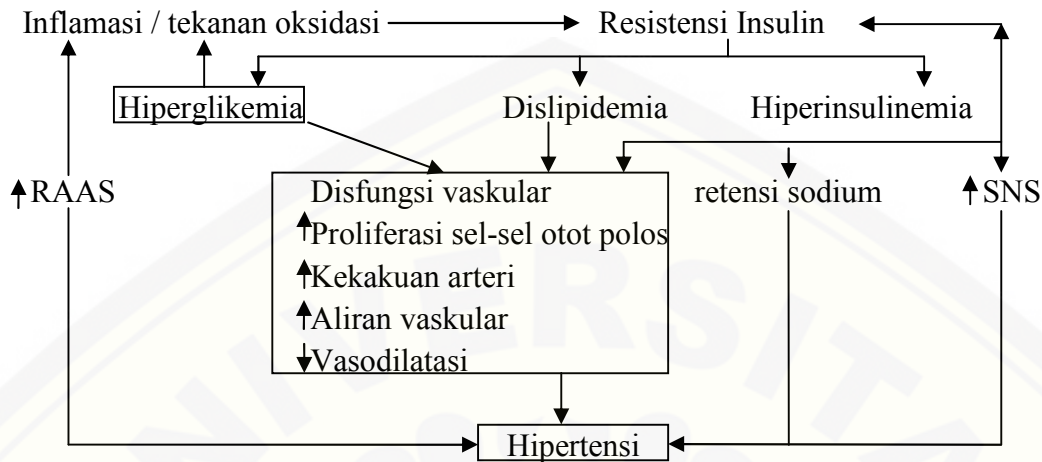 Inflamasi / tekanan oksidasi Resistensi Insulin
Hiperglikemia Dislipidemia Hiperinsulinemia
↑RAAS Disfungsi vaskular retensi sodium ↑SNS
↑Proliferasi sel-sel otot polos
↑Kekakuan arteri
↑Aliran vaskular
↓Vasodilatasi
Hipertensi